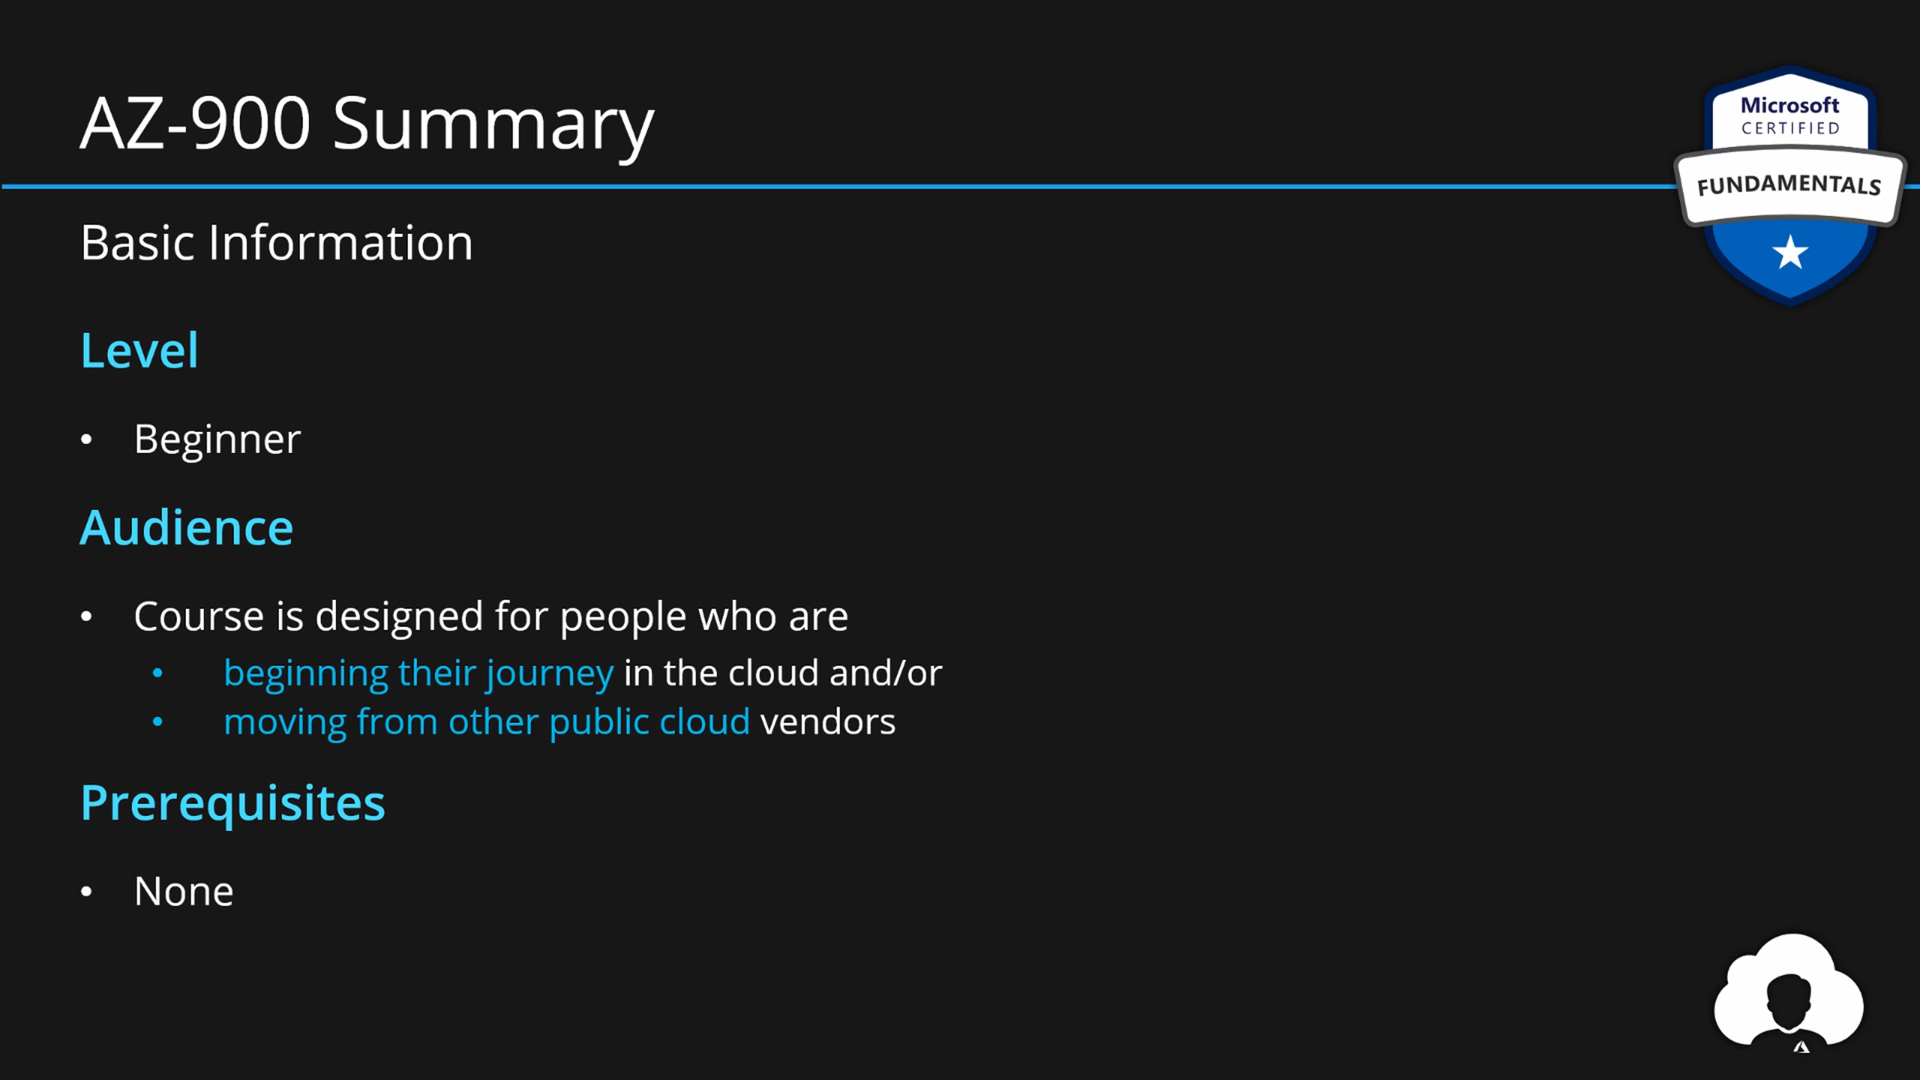 AZ-900 Summary
Microsoft
CERTIFIED
FUNDAMENTALS
Basic Information
Level
• Beginner
Audience
• Course is designed for people who are
• beginning their journey in the cloud and/or
• moving from other public cloud vendors
Prerequisites
• None